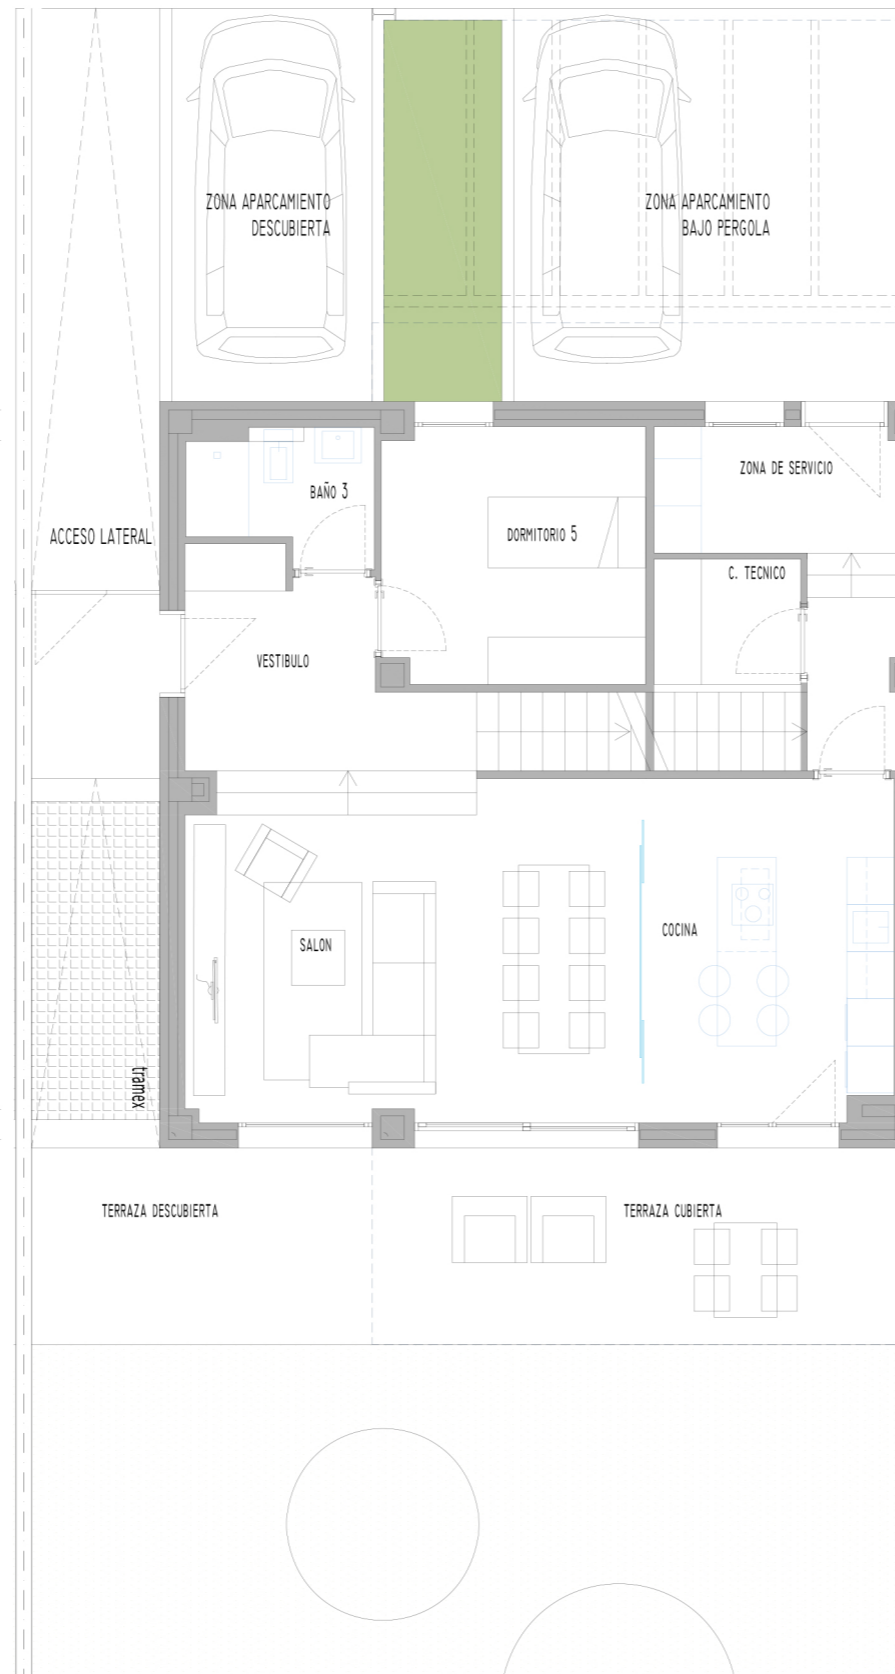 ZONA APARCAMIENTO
DESCUBIERTA
ZONA APARCAMIENTO
BAJO PERGOLA
ZONA DE SERVICIO
BAÑO 3
ACCESO LATERAL
DORMITORIO 5
C. TECNICO
VESTIBULO
COCINA
SALON
tramex
TERRAZA DESCUBIERTA
TERRAZA CUBIERTA